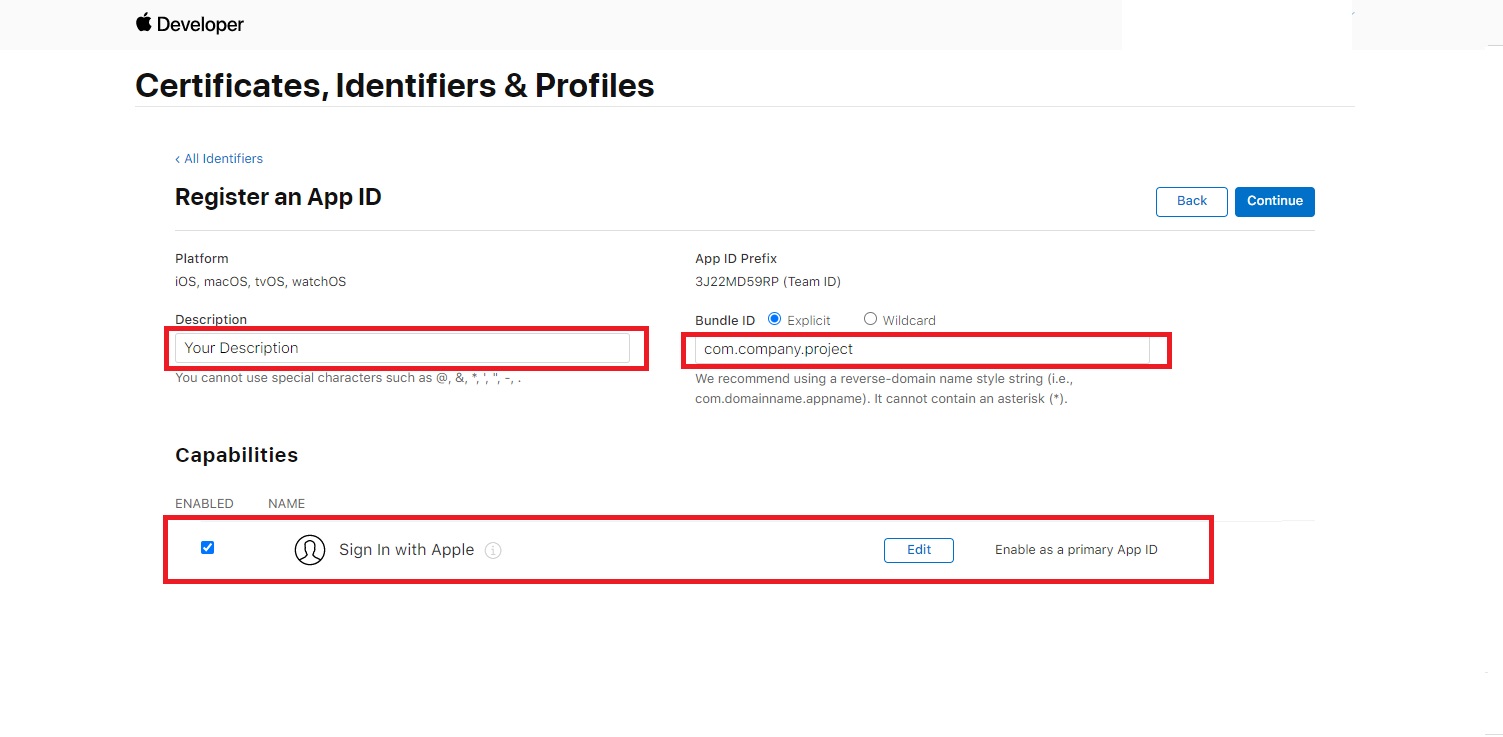 Developer
Certificates, Identifiers & Profiles
‹ All Identifiers
Register an App ID
Back
Continue
Platform
iOS, macOS, tvOS, watchOS
App ID Prefix
3J22MD59RP (Team ID)
Description
Your Description
You cannot use special characters such as @, &, *, ', ", -, .
Bundle ID Explicit Wildcard
com.company.project
We recommend using a reverse-domain name style string (i.e.,
com.domainname.appname). It cannot contain an asterisk (*).
Capabilities
ENABLED NAME
Sign In with Apple
Edit
Enable as a primary App ID